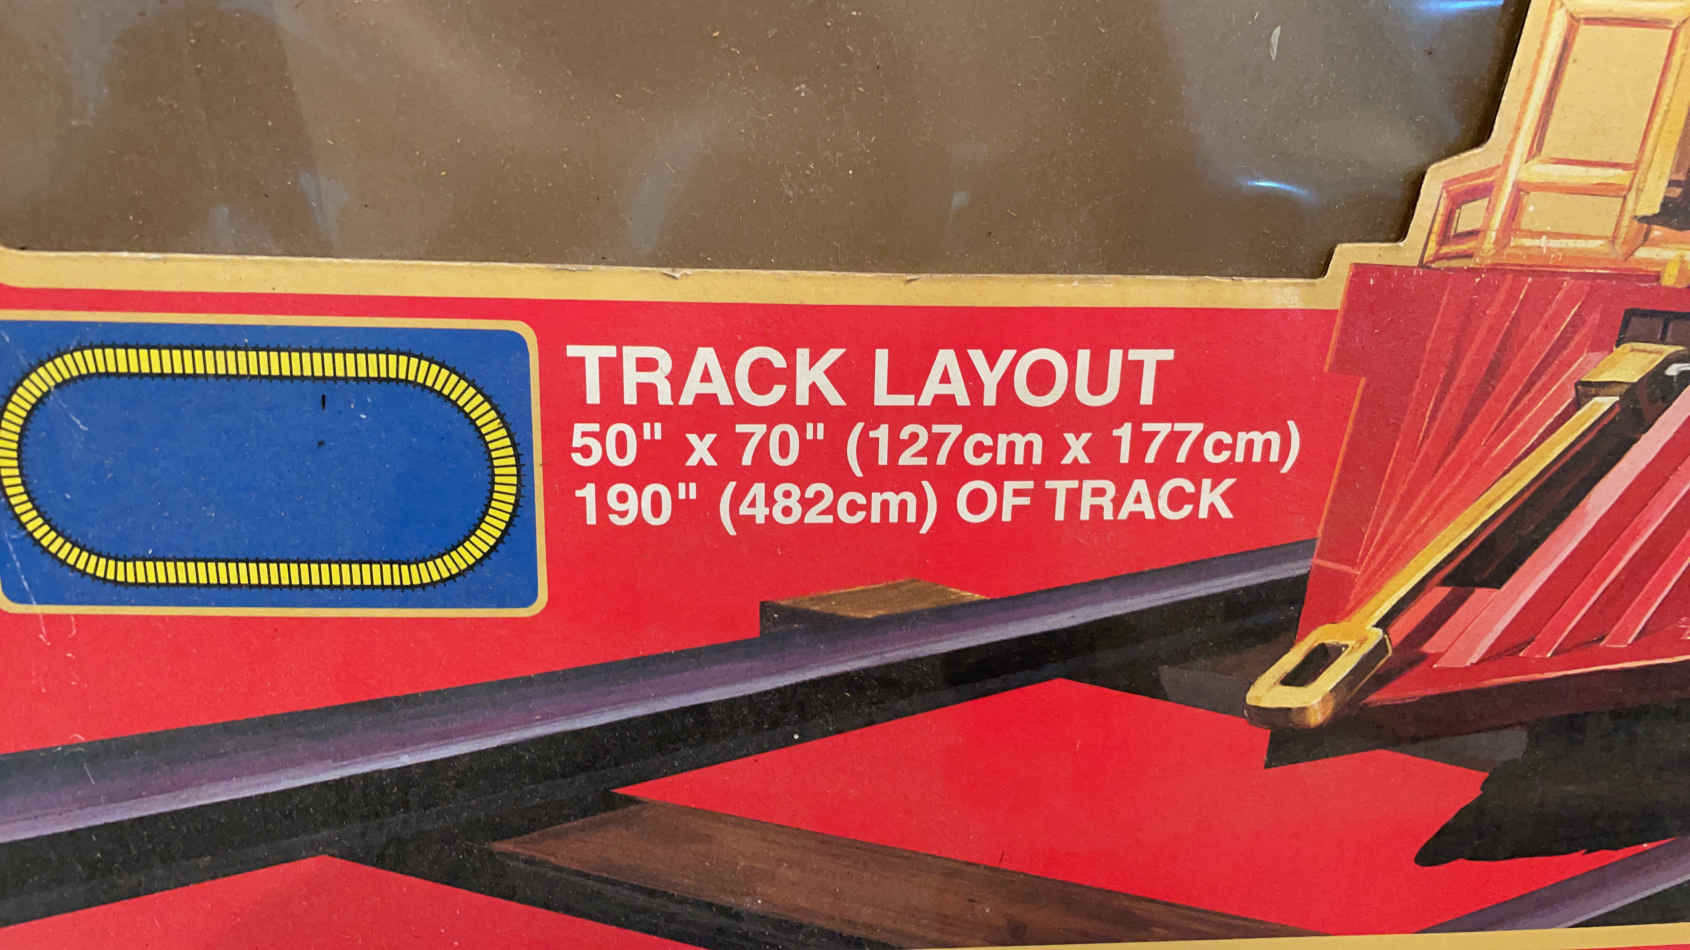 TRACK LAYOUT
50" x 70" (127cm x 177cm)
190" (482cm) OF TRACK